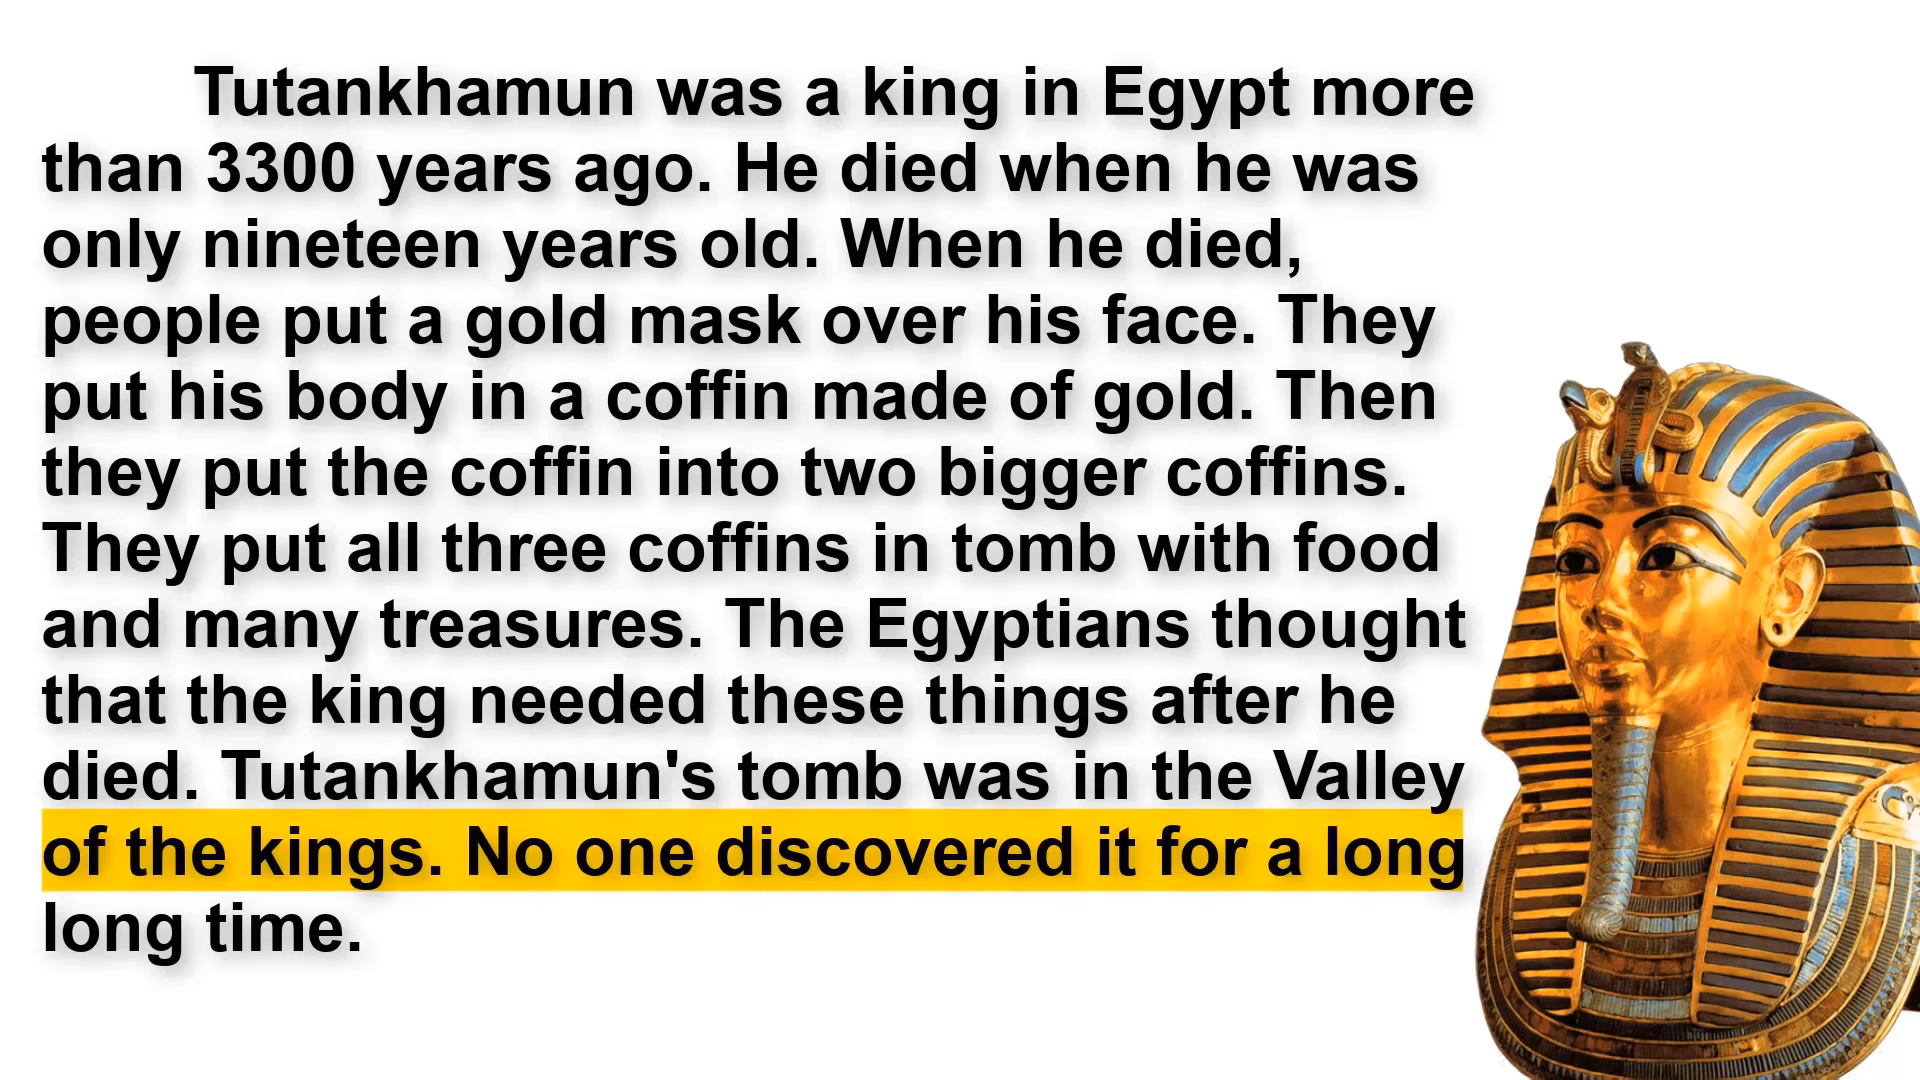 Tutankhamun was a king in Egypt more
than 3300 years ago. He died when he was
only nineteen years old. When he died,
people put a gold mask over his face. They
put his body in a coffin made of gold. Then
they put the coffin into two bigger coffins.
They put all three coffins in tomb with food
and many treasures. The Egyptians thought
that the king needed these things after he
died. Tutankhamun's tomb was in the Valley
of the kings. No one discovered it for a long
long time.